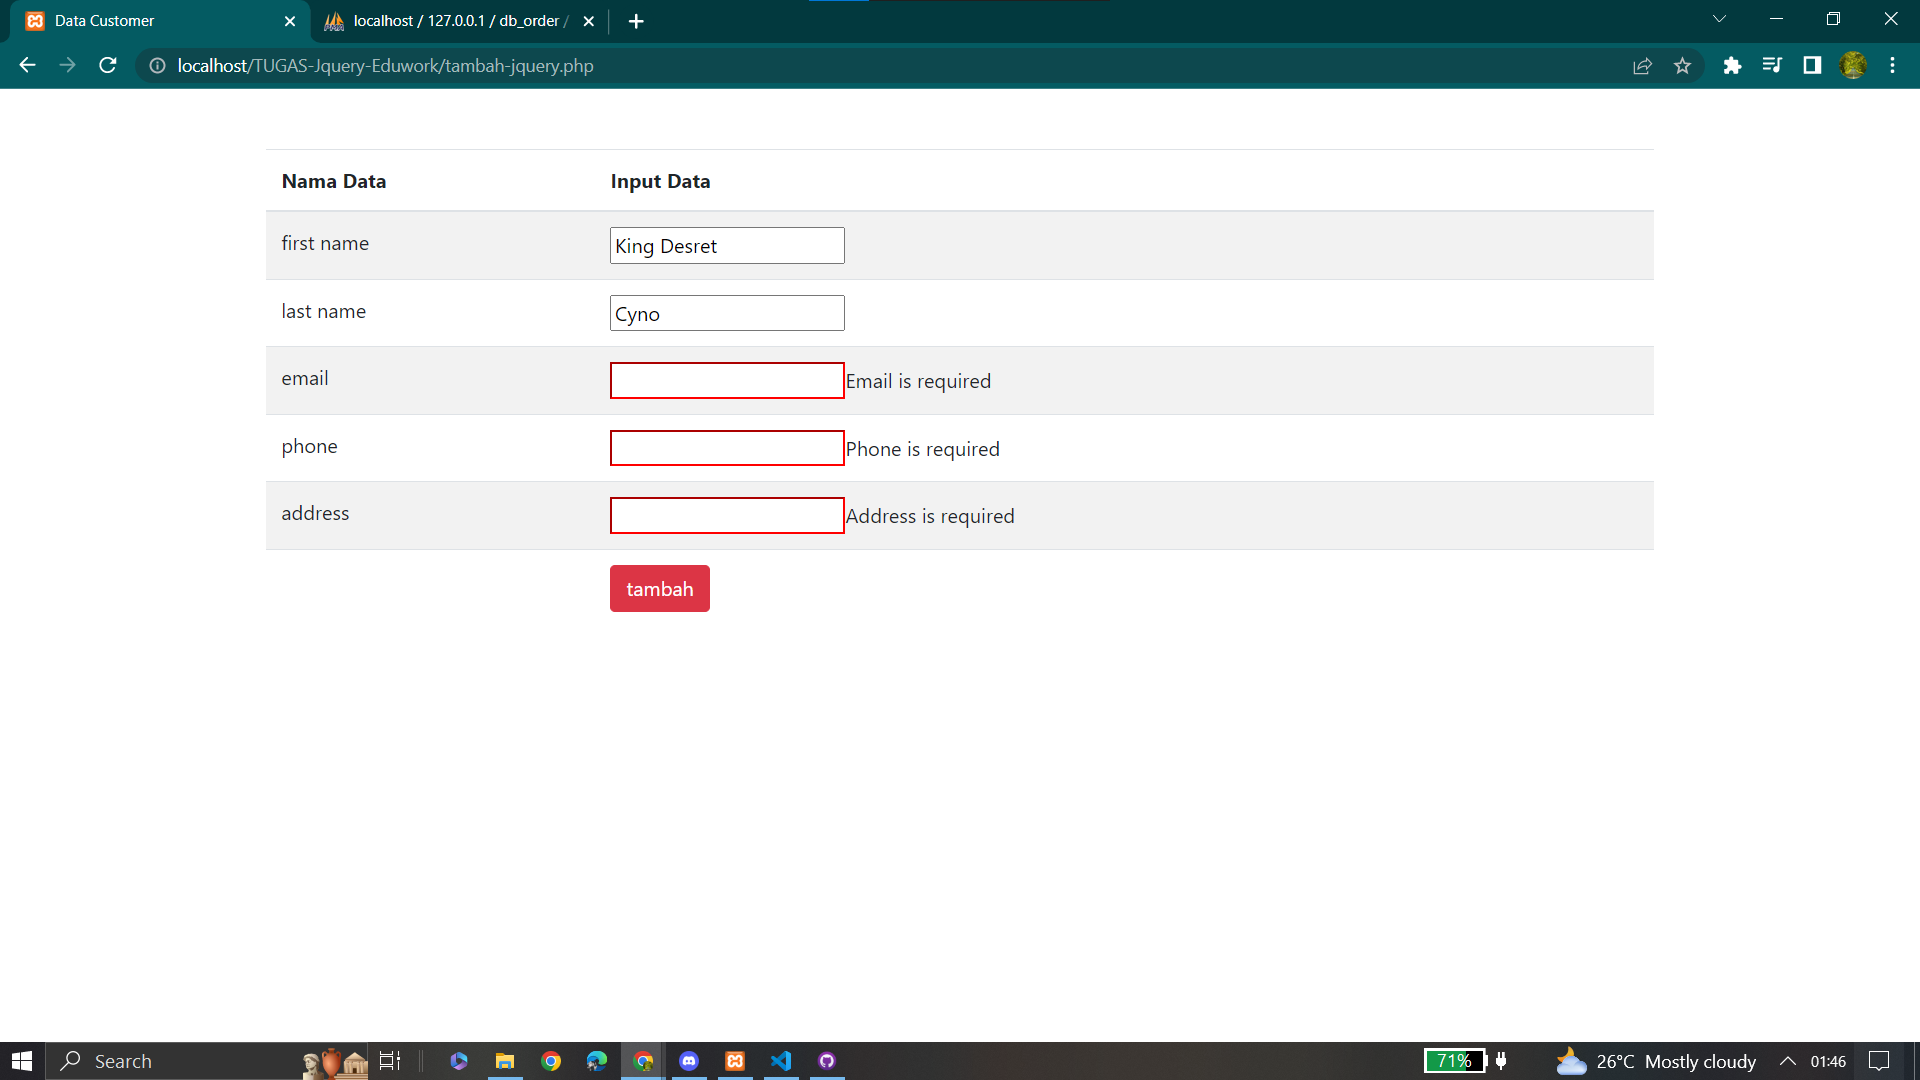 Data Customer
localhost / 127.0.0.1 / db_order /
localhost/TUGAS-Jquery-Eduwork/tambah-jquery.php
Nama Data Input Data
first name King Desret
last name Cyno
email Email is required
phone Phone is required
address Address is required
tambah
Search 71% 26°C Mostly cloudy 01:46